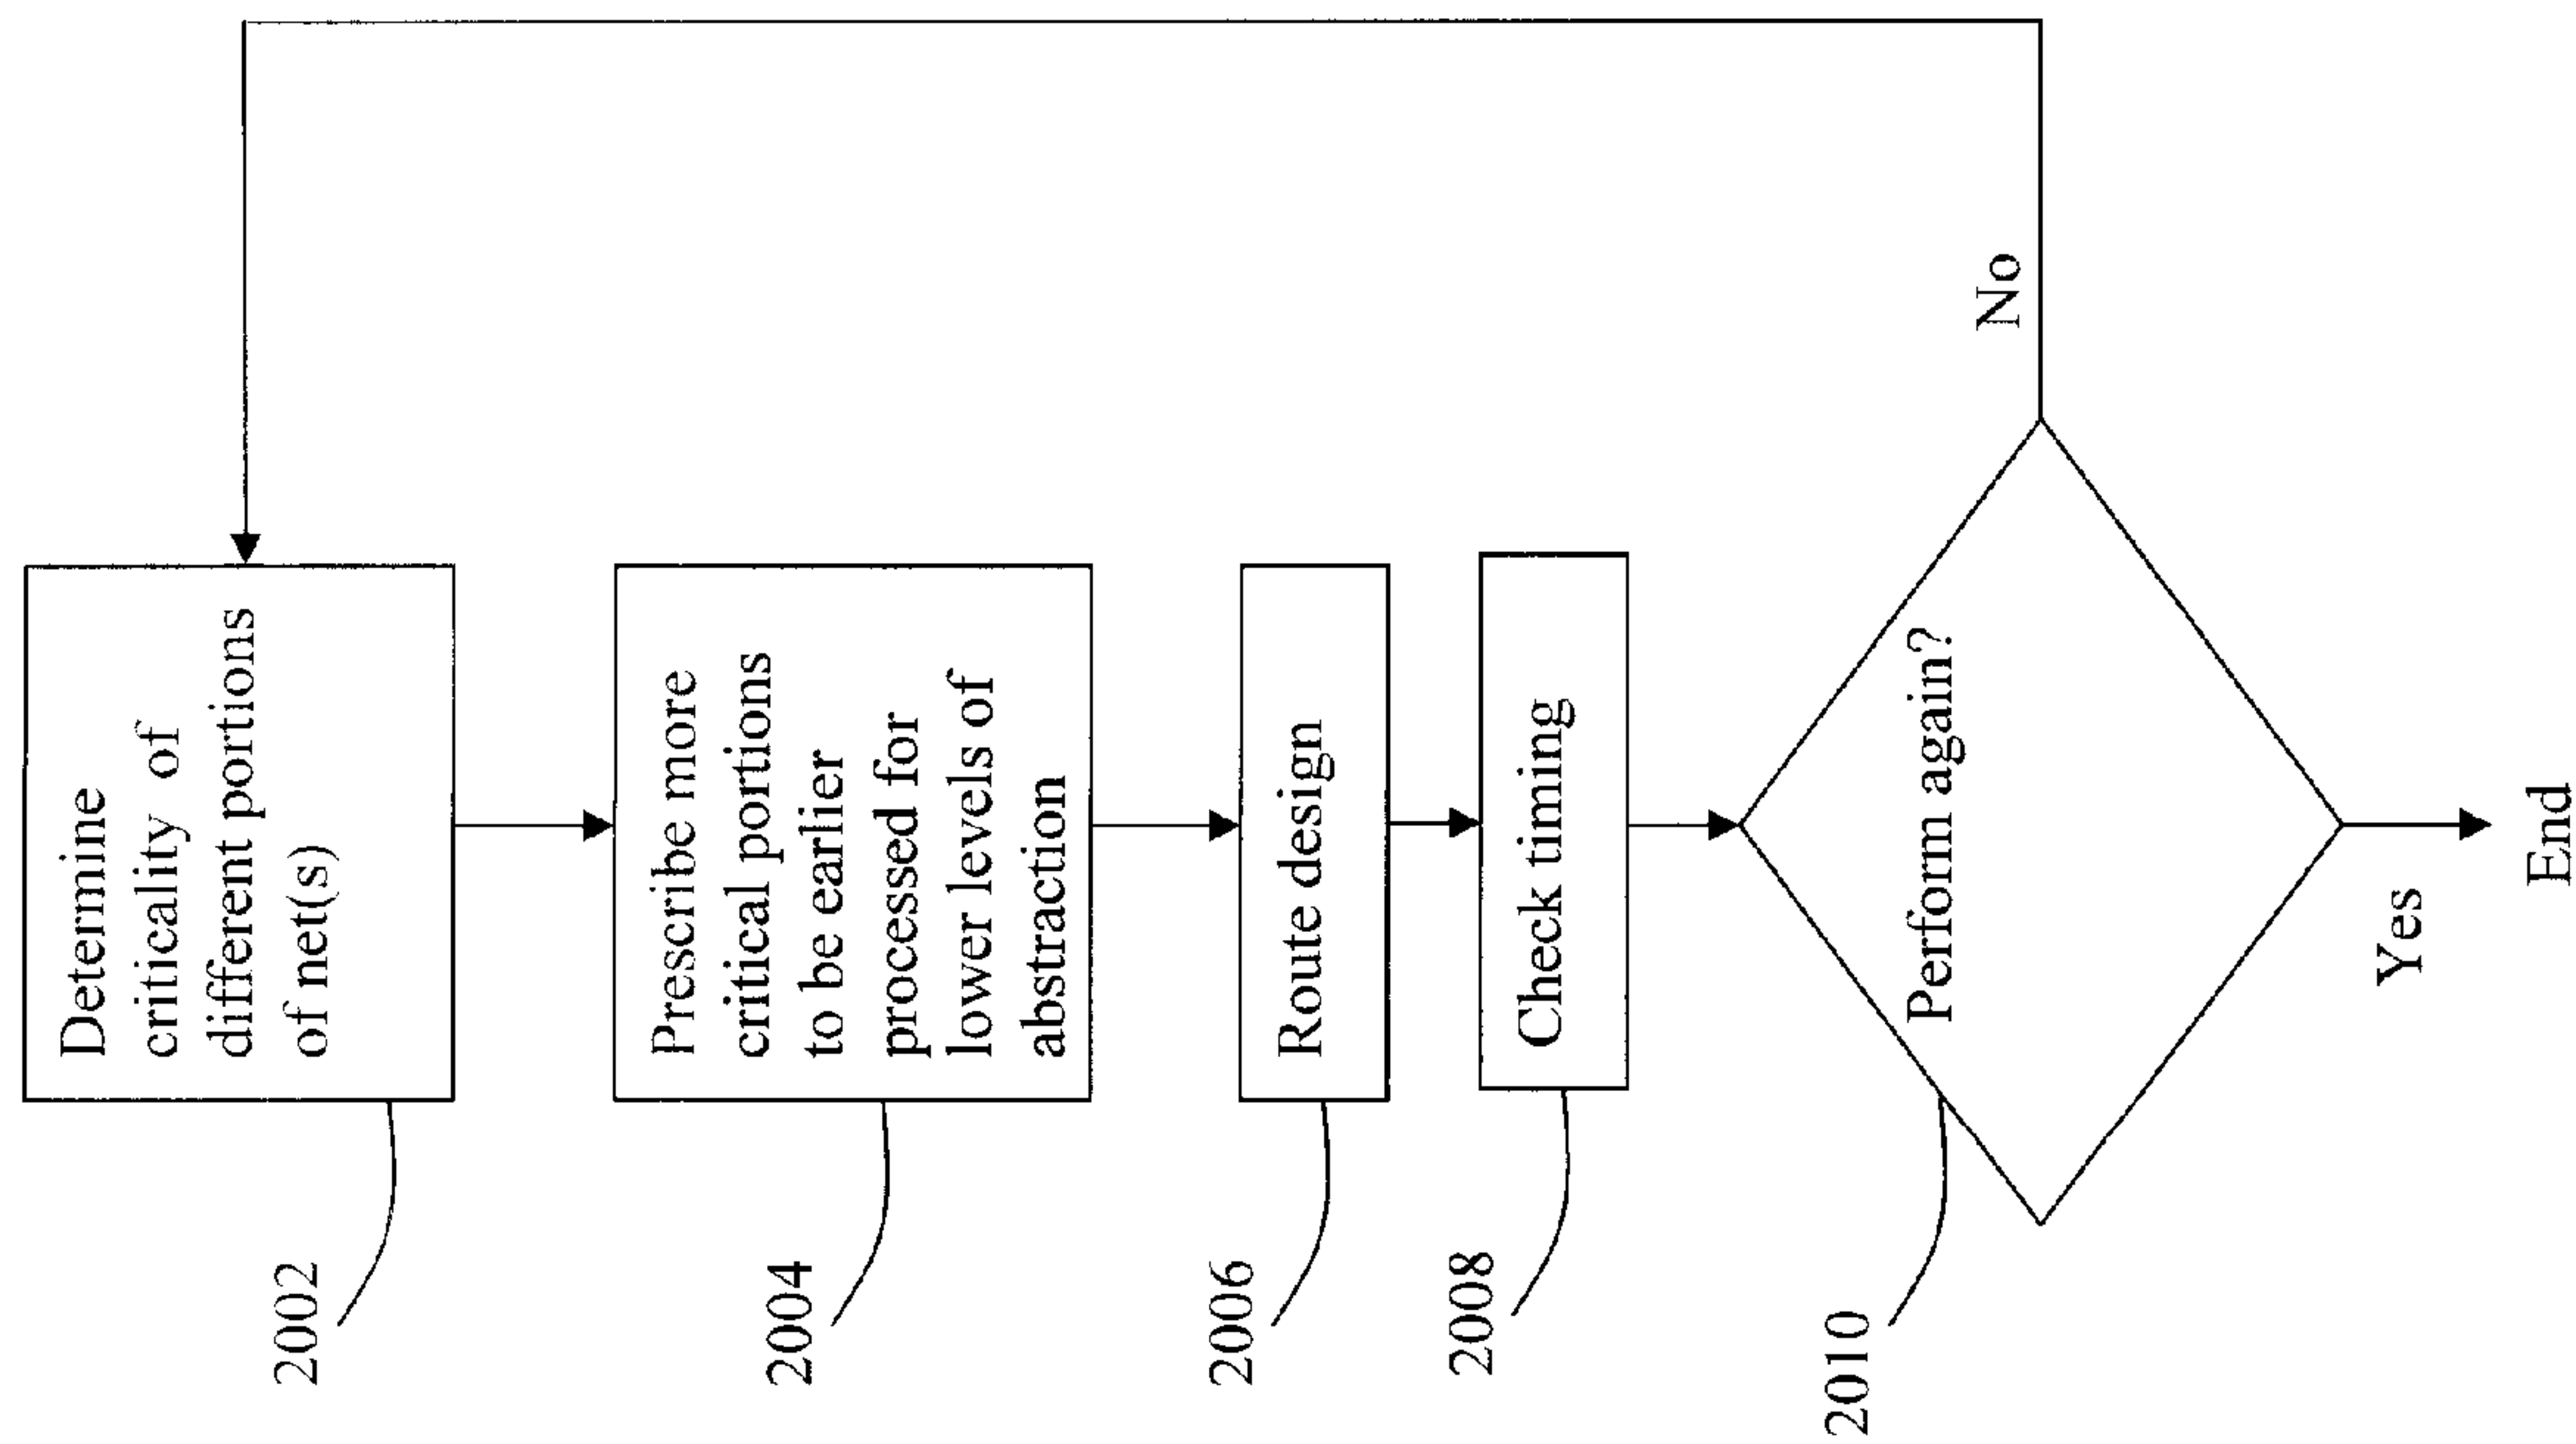 2002
Determine
criticality of
different portions
of net(s)
2004
Prescribe more
critical portions
to be earlier
processed for
lower levels of
abstraction
2006
Route design
2008
Check timing
2010
Perform again?
No
Yes
End